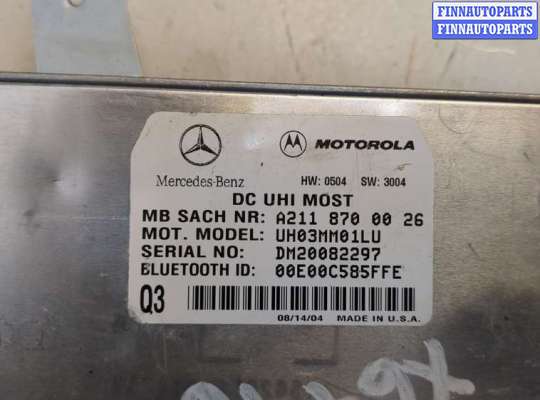 FINNAUTOPARTS
FINNAUTOPARTS
Mercedes-Benz
MOTOROLA
HW: 0504 SW: 3004
DC UHI MOST
MB SACH NR: A211 870 00 26
MOT. MODEL: UH03MM01LU
SERIAL NO: DM20082297
BLUETOOTH ID: 00E00C585FFE
Q3
08/14/04 MADE IN U.S.A.